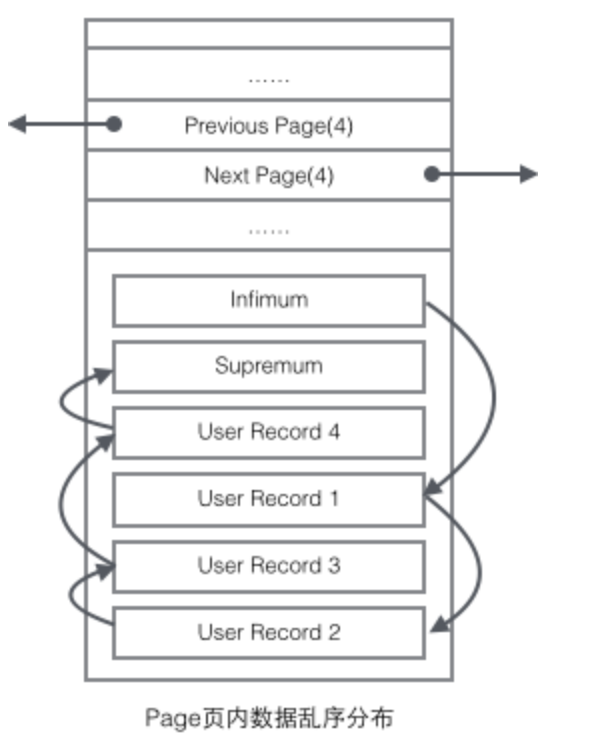 ......
Previous Page(4)
Next Page(4)
......
Infimum
Supremum
User Record 4
User Record 1
User Record 3
User Record 2
Page页内数据乱序分布